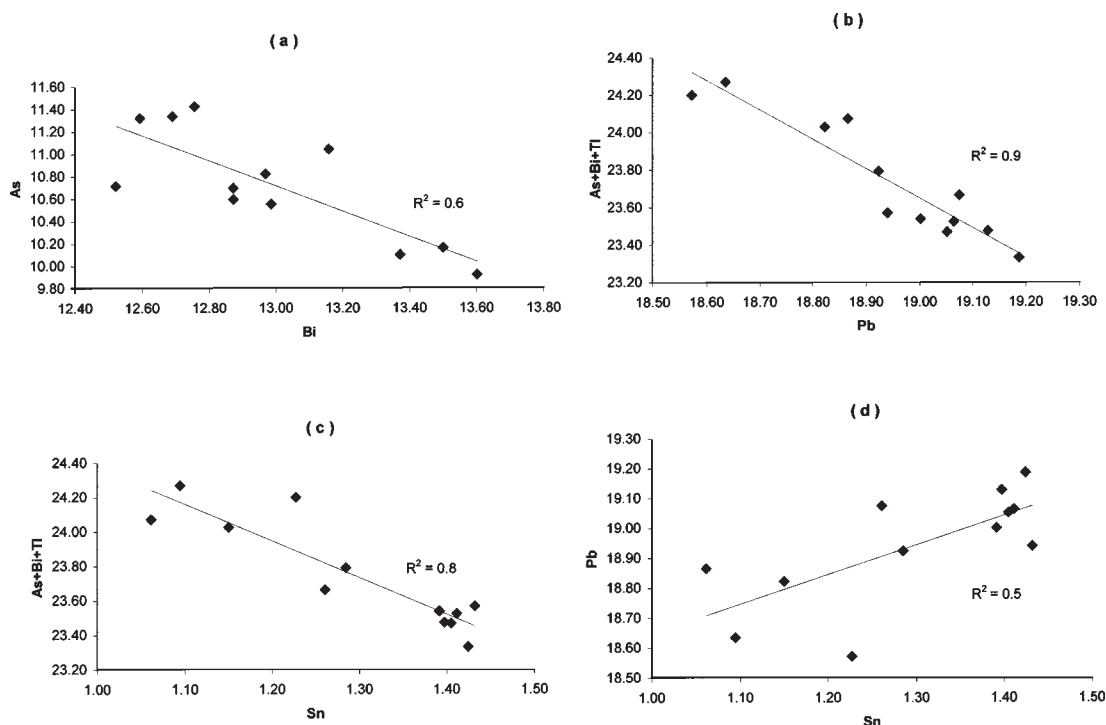 ( a )
11.60
11.40
11.20
11.00
10.80
10.60
10.40
10.20
10.00
9.80
As
R² = 0.6
12.40 12.60 12.80 13.00 13.20 13.40 13.60 13.80
Bi
( b )
24.40
24.20
24.00
23.80
23.60
23.40
23.20
As+Bi+Tl
R² = 0.9
18.50 18.60 18.70 18.80 18.90 19.00 19.10 19.20 19.30
Pb
( c )
24.40
24.20
24.00
23.80
23.60
23.40
23.20
As+Bi+Tl
R² = 0.8
1.00 1.10 1.20 1.30 1.40 1.50
Sn
( d )
19.30
19.20
19.10
19.00
18.90
18.80
18.70
18.60
18.50
Pb
R² = 0.5
1.00 1.10 1.20 1.30 1.40 1.50
Sn